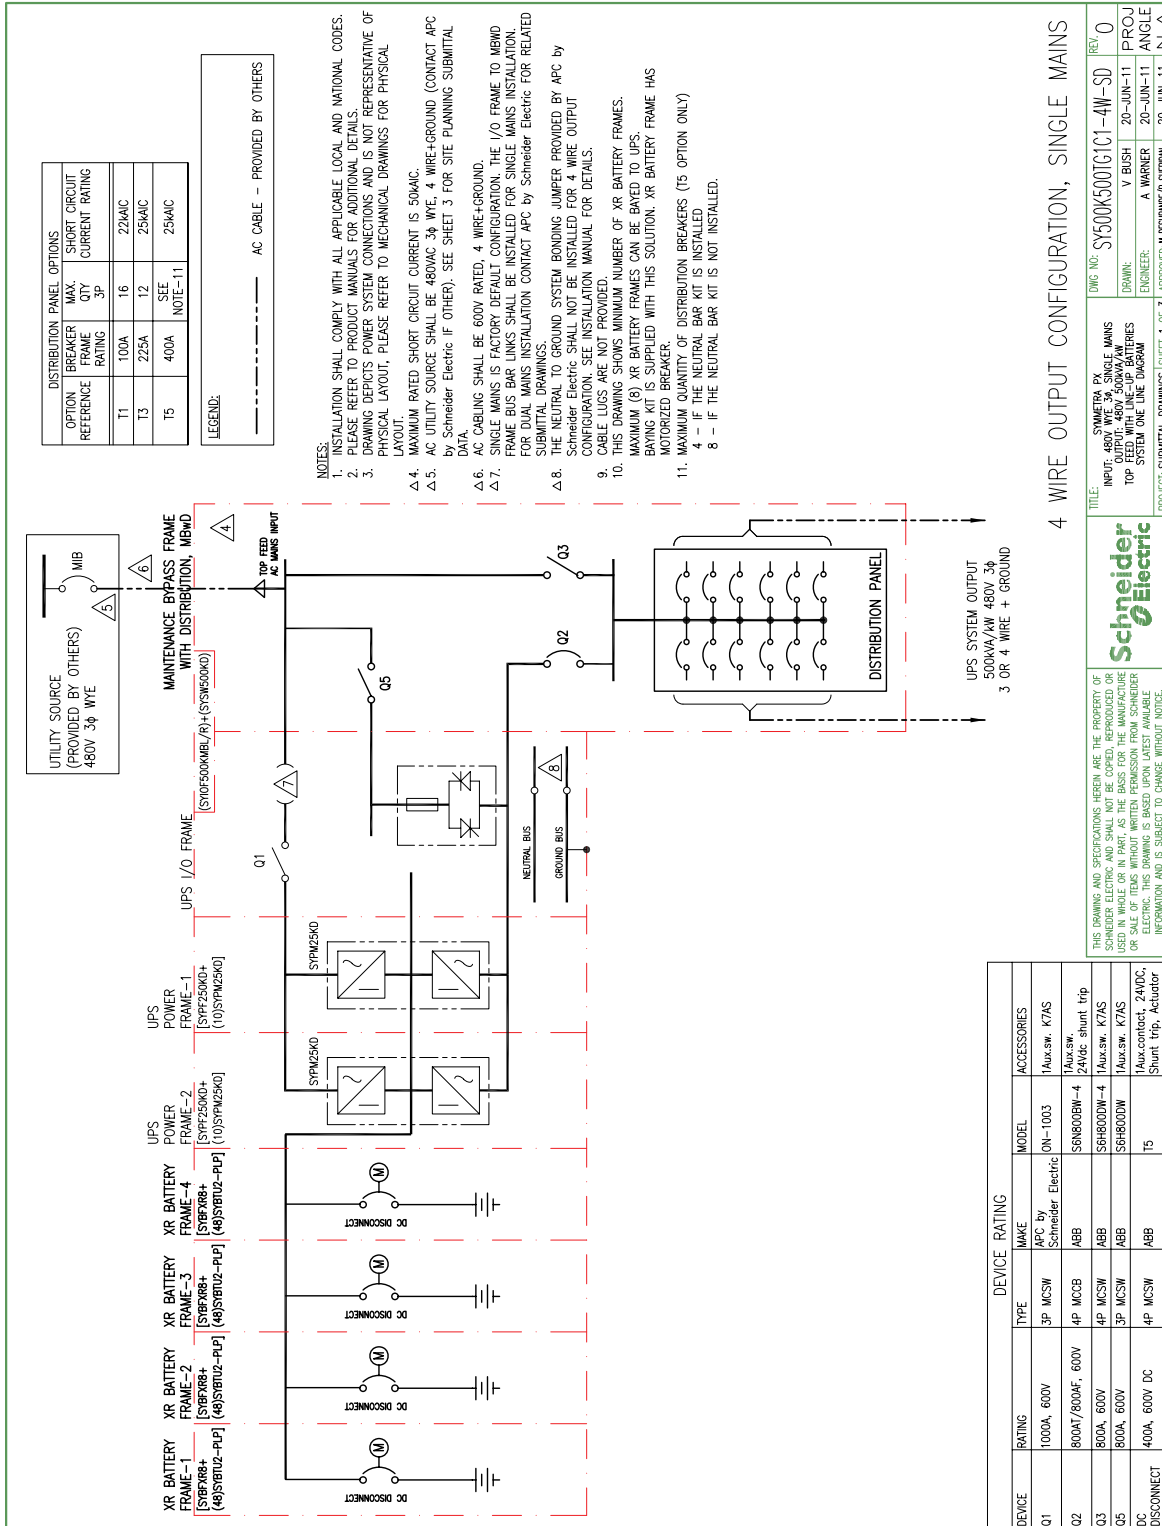 UTILITY SOURCE
(PROVIDED BY OTHERS)
480V 3ϕ WYE
MIB
5
6
MAINTENANCE BYPASS FRAME
WITH DISTRIBUTION, MBwD
(SYIOF500KMBL/R)+(SYSW500KD)
4
TOP FEED
AC MAINS INPUT
UPS I/O FRAME
Q1
7
Q5
Q3
Q2
NEUTRAL BUS
GROUND BUS
8
DISTRIBUTION PANEL
UPS SYSTEM OUTPUT
500kVA/kW 480V 3ϕ
3 OR 4 WIRE + GROUND
UPS
POWER
FRAME-1
[SYPF250KD+
(10)SYPM25KD]
SYPM25KD
UPS
POWER
FRAME-2
[SYPF250KD+
(10)SYPM25KD]
SYPM25KD
XR BATTERY
FRAME-4
[SYBFXR8+
(48)SYBTU2-PLP]
M
DC DISCONNECT
XR BATTERY
FRAME-3
[SYBFXR8+
(48)SYBTU2-PLP]
M
DC DISCONNECT
XR BATTERY
FRAME-2
[SYBFXR8+
(48)SYBTU2-PLP]
M
DC DISCONNECT
XR BATTERY
FRAME-1
[SYBFXR8+
(48)SYBTU2-PLP]
M
DC DISCONNECT
DISTRIBUTION PANEL OPTIONS
OPTION REFERENCE BREAKER FRAME RATING MAX. QTY 3P SHORT CIRCUIT CURRENT RATING
T1 100A 16 22kAIC
T3 225A 12 25kAIC
T5 400A SEE NOTE-11 25kAIC
LEGEND:
AC CABLE - PROVIDED BY OTHERS
NOTES:
1. INSTALLATION SHALL COMPLY WITH ALL APPLICABLE LOCAL AND NATIONAL CODES.
2. PLEASE REFER TO PRODUCT MANUALS FOR ADDITIONAL DETAILS.
3. DRAWING DEPICTS POWER SYSTEM CONNECTIONS AND IS NOT REPRESENTATIVE OF
PHYSICAL LAYOUT, PLEASE REFER TO MECHANICAL DRAWINGS FOR PHYSICAL
LAYOUT.
△ 4. MAXIMUM RATED SHORT CIRCUIT CURRENT IS 50kAIC.
△ 5. AC UTILITY SOURCE SHALL BE 480VAC 3ϕ WYE, 4 WIRE+GROUND (CONTACT APC
by Schneider Electric IF OTHER). SEE SHEET 3 FOR SITE PLANNING SUBMITTAL
DATA.
△ 6. AC CABLING SHALL BE 600V RATED, 4 WIRE+GROUND.
△ 7. SINGLE MAINS IS FACTORY DEFAULT CONFIGURATION. THE I/O FRAME TO MBWD
FRAME BUS BAR LINKS SHALL BE INSTALLED FOR SINGLE MAINS INSTALLATION.
FOR DUAL MAINS INSTALLATION CONTACT APC by Schneider Electric FOR RELATED
SUBMITTAL DRAWINGS.
△ 8. THE NEUTRAL TO GROUND SYSTEM BONDING JUMPER PROVIDED BY APC by
Schneider Electric SHALL NOT BE INSTALLED FOR 4 WIRE OUTPUT
CONFIGURATION. SEE INSTALLATION MANUAL FOR DETAILS.
9. CABLE LUGS ARE NOT PROVIDED.
10. THIS DRAWING SHOWS MINIMUM NUMBER OF XR BATTERY FRAMES.
MAXIMUM (8) XR BATTERY FRAMES CAN BE BAYED TO UPS.
BAYING KIT IS SUPPLIED WITH THIS SOLUTION. XR BATTERY FRAME HAS
MOTORIZED BREAKER.
11. MAXIMUM QUANTITY OF DISTRIBUTION BREAKERS (T5 OPTION ONLY)
4 - IF THE NEUTRAL BAR KIT IS INSTALLED
8 - IF THE NEUTRAL BAR KIT IS NOT INSTALLED.
4 WIRE OUTPUT CONFIGURATION, SINGLE MAINS
DEVICE RATING
DEVICE RATING TYPE MAKE MODEL ACCESSORIES
Q1 1000A, 600V 3P MCSW APC by Schneider Electric ON-1003 1Aux.sw. K7AS
Q2 800AT/800AF, 600V 4P MCCB ABB S6N800BW-4 1Aux.sw. 24Vdc shunt trip
Q3 800A, 600V 4P MCSW ABB S6H800DW-4 1Aux.sw. K7AS
Q5 800A, 600V 3P MCSW ABB S6H800DW 1Aux.sw. K7AS
DC DISCONNECT 400A, 600V DC 4P MCSW ABB T5 1Aux.contact, 24VDC, Shunt trip, Actuator
THIS DRAWING AND SPECIFICATIONS HEREIN ARE THE PROPERTY OF
SCHNEIDER ELECTRIC AND SHALL NOT BE COPIED, REPRODUCED OR
USED IN WHOLE OR IN PART, AS THE BASIS FOR THE MANUFACTURE
OR SALE OF ITEMS WITHOUT WRITTEN PERMISSION FROM SCHNEIDER
ELECTRIC. THIS DRAWING IS BASED UPON LATEST AVAILABLE
INFORMATION AND IS SUBJECT TO CHANGE WITHOUT NOTICE.
Schneider
Electric
TITLE: SYMMETRA PX
INPUT: 480V WYE 3ϕ, SINGLE MAINS
OUTPUT: 480V 500kVA/kW
TOP FEED WITH LINE-UP BATTERIES
SYSTEM ONE LINE DIAGRAM
PROJECT: SUBMITTAL DRAWINGS SHEET 1 OF 3
DWG NO: SY500K500TG1C1-4W-SD
REV: 0
DRAWN: V BUSH 20-JUN-11 PROJ
ENGINEER: A WARNER 20-JUN-11 ANGLE
APPROVED: 20-JUN-11